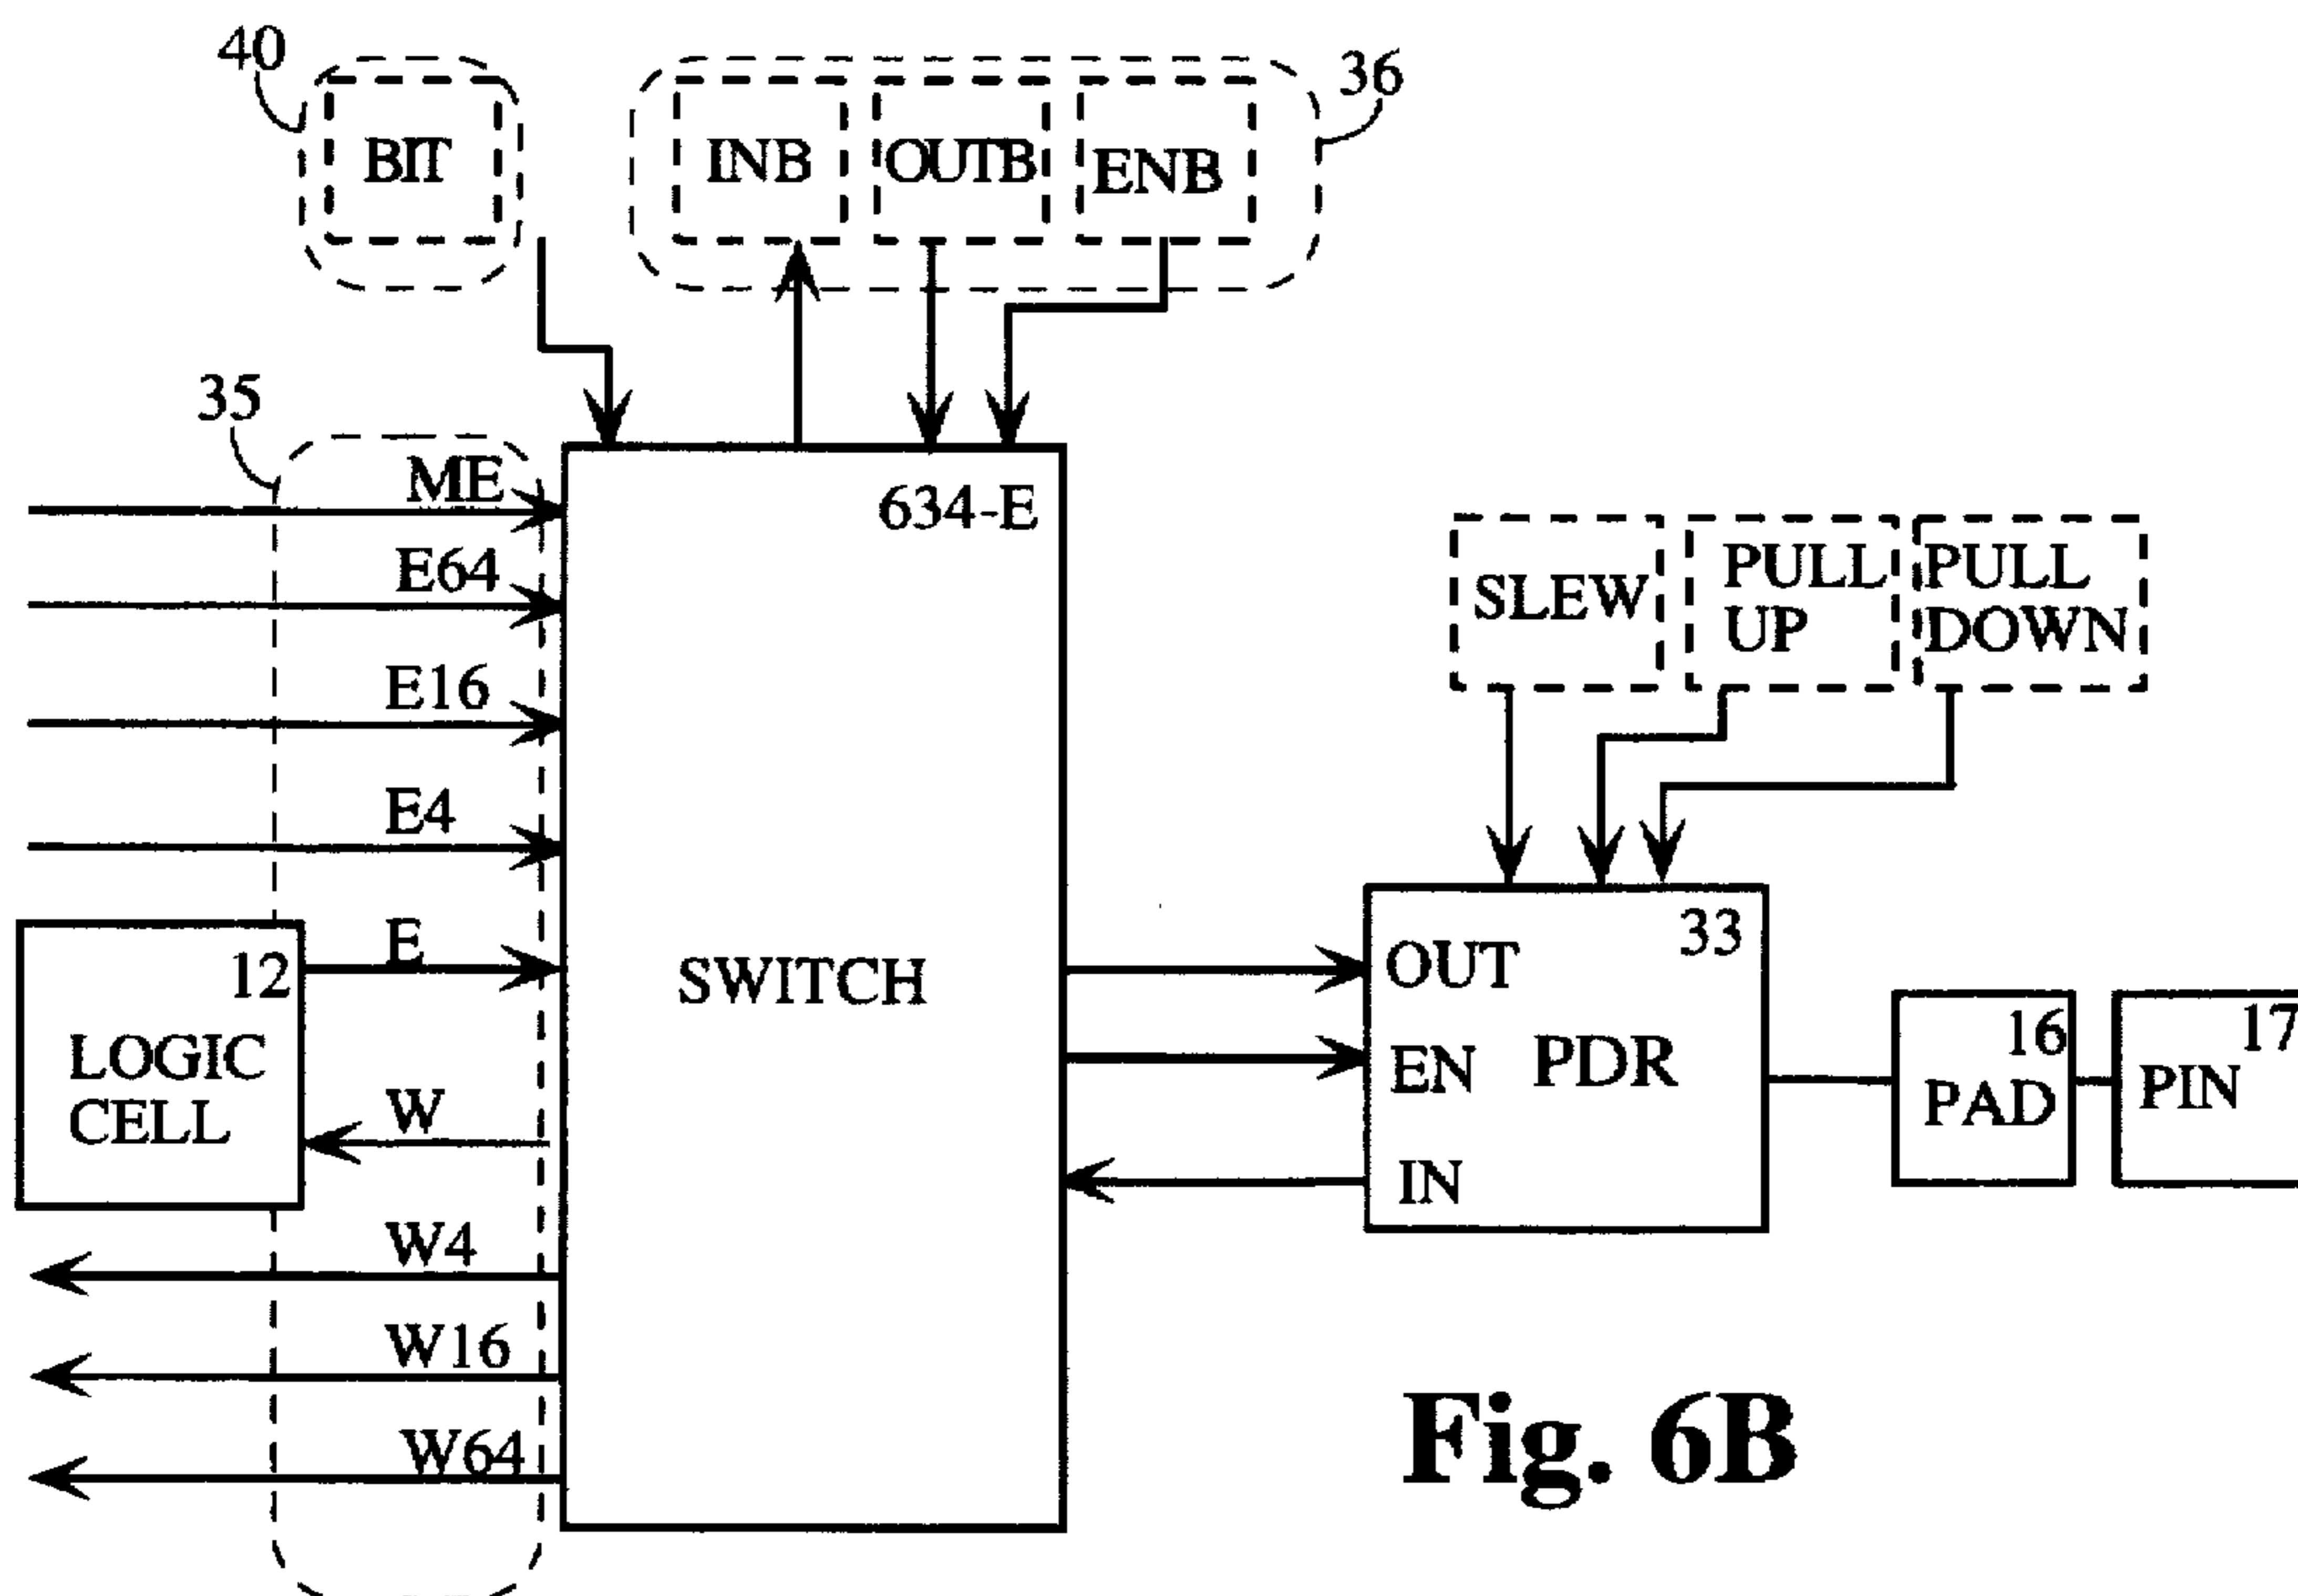 40
36
BIT
INB
OUTB
ENB
35
ME
634-E
E64
E16
E4
E
12
LOGIC
CELL
W
W4
W16
W64
SWITCH
SLEW
PULL
UP
PULL
DOWN
33
OUT
EN
PDR
IN
16
PAD
17
PIN
Fig. 6B